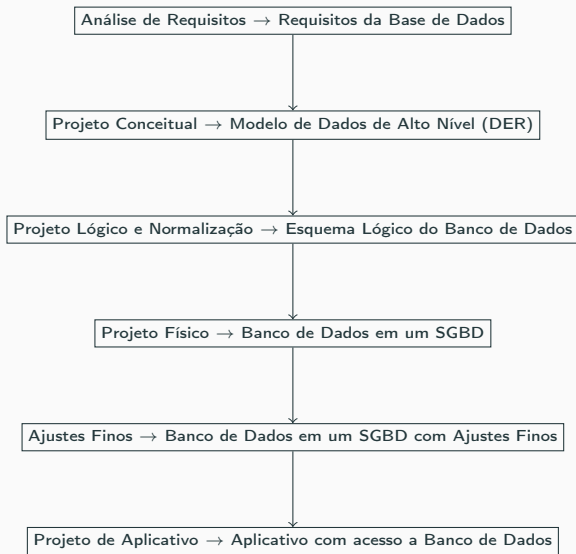 Análise de Requisitos → Requisitos da Base de Dados
Projeto Conceitual → Modelo de Dados de Alto Nível (DER)
Projeto Lógico e Normalização → Esquema Lógico do Banco de Dados
Projeto Físico → Banco de Dados em um SGBD
Ajustes Finos → Banco de Dados em um SGBD com Ajustes Finos
Projeto de Aplicativo → Aplicativo com acesso a Banco de Dados